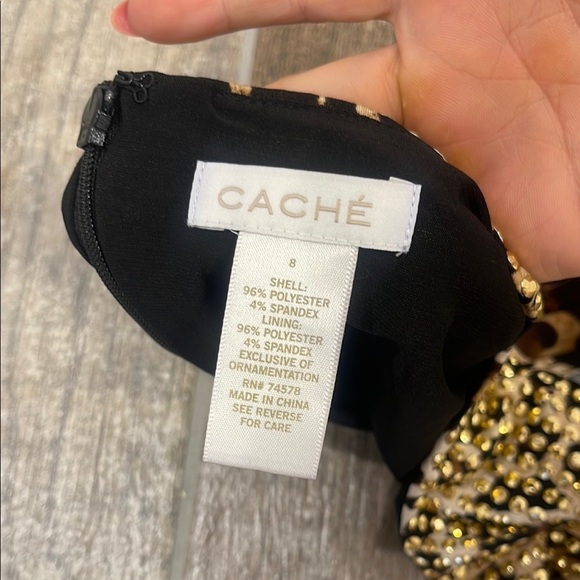 CACHÉ
8
SHELL:
96% POLYESTER
4% SPANDEX
LINING:
96% POLYESTER
4% SPANDEX
EXCLUSIVE OF
ORNAMENTATION
RN# 74578
MADE IN CHINA
SEE REVERSE
FOR CARE